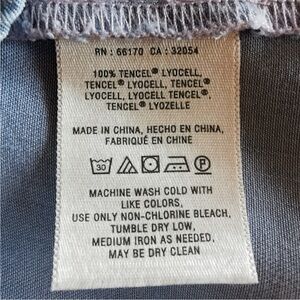 RN : 66170 CA : 32054
100% TENCEL® LYOCELL,
TENCEL® LYOCELL, TENCEL®
LYOCELL, LYOCELL TENCEL®
TENCEL® LYOZELLE
MADE IN CHINA, HECHO EN CHINA,
FABRIQUÉ EN CHINE
30 P
MACHINE WASH COLD WITH
LIKE COLORS,
USE ONLY NON-CHLORINE BLEACH,
TUMBLE DRY LOW,
MEDIUM IRON AS NEEDED,
MAY BE DRY CLEAN